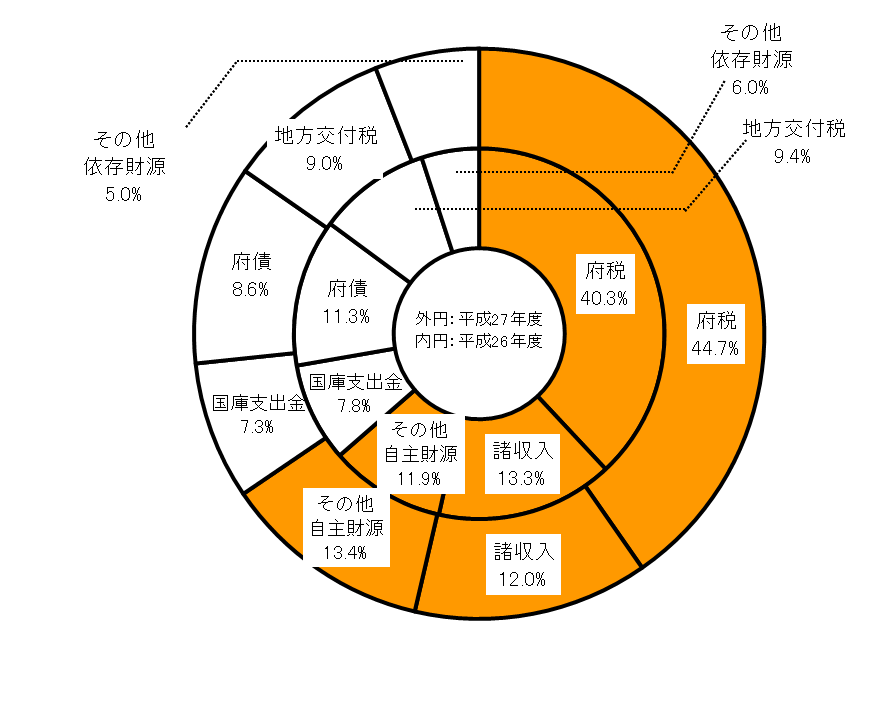 その他
依存財源
6.0%
地方交付税
9.4%
その他
依存財源
5.0%
地方交付税
9.0%
府債
8.6%
府債
11.3%
府税
40.3%
府税
44.7%
外円：平成27年度
内円：平成26年度
国庫支出金
7.3%
国庫支出金
7.8%
その他
自主財源
11.9%
諸収入
13.3%
その他
自主財源
13.4%
諸収入
12.0%